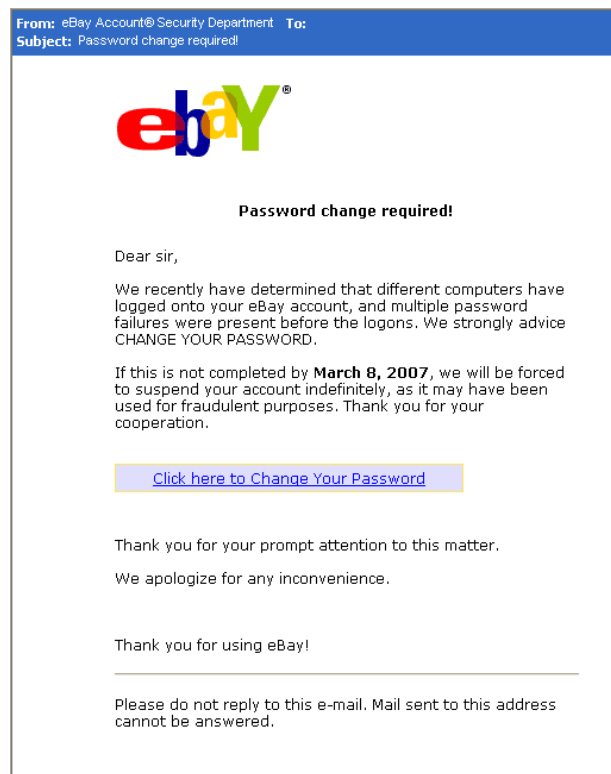 From: eBay Account® Security Department To:
Subject: Password change required!
ebaY®
Password change required!
Dear sir,
We recently have determined that different computers have
logged onto your eBay account, and multiple password
failures were present before the logons. We strongly advice
CHANGE YOUR PASSWORD.
If this is not completed by March 8, 2007, we will be forced
to suspend your account indefinitely, as it may have been
used for fraudulent purposes. Thank you for your
cooperation.
Click here to Change Your Password
Thank you for your prompt attention to this matter.
We apologize for any inconvenience.
Thank you for using eBay!
Please do not reply to this e-mail. Mail sent to this address
cannot be answered.